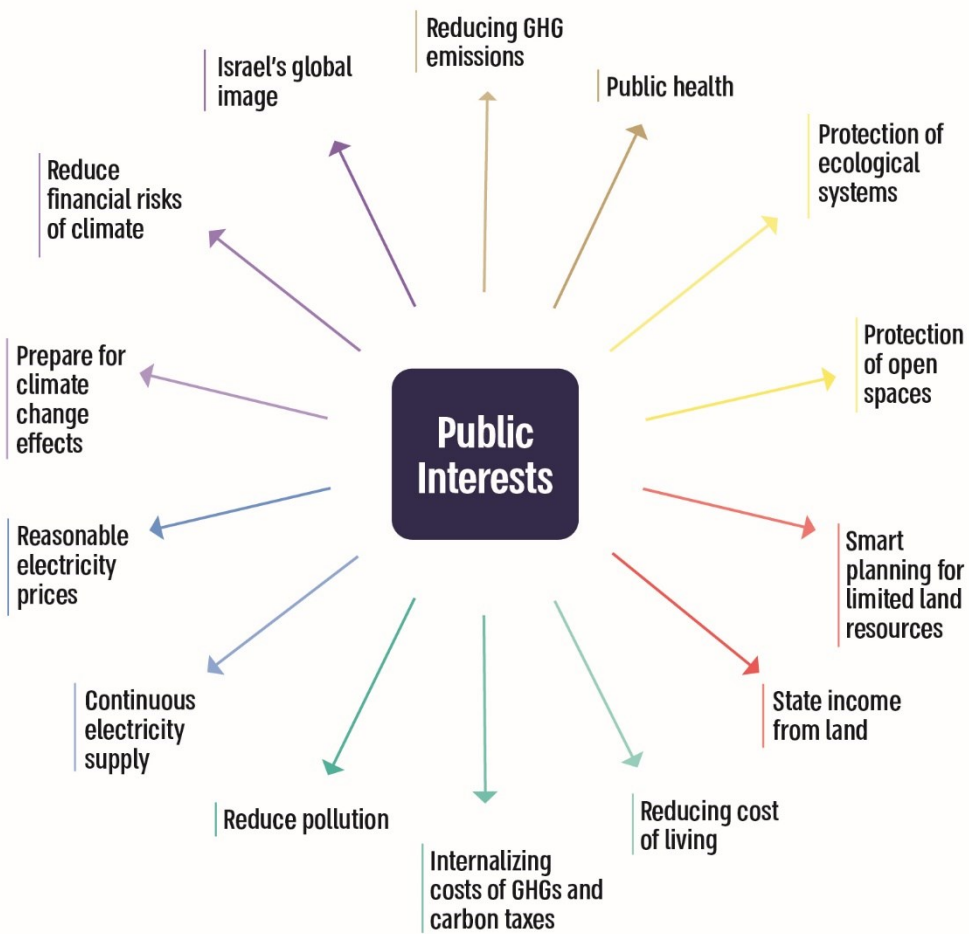 Reducing GHG
emissions
Public health
Protection of
ecological
systems
Protection
of open
spaces
Smart
planning for
limited land
resources
State income
from land
Reducing cost
of living
Internalizing
costs of GHGs and
carbon taxes
Reduce pollution
Continuous
electricity
supply
Reasonable
electricity
prices
Prepare for
climate
change
effects
Reduce
financial risks
of climate
Israel's global
image
Public
Interests